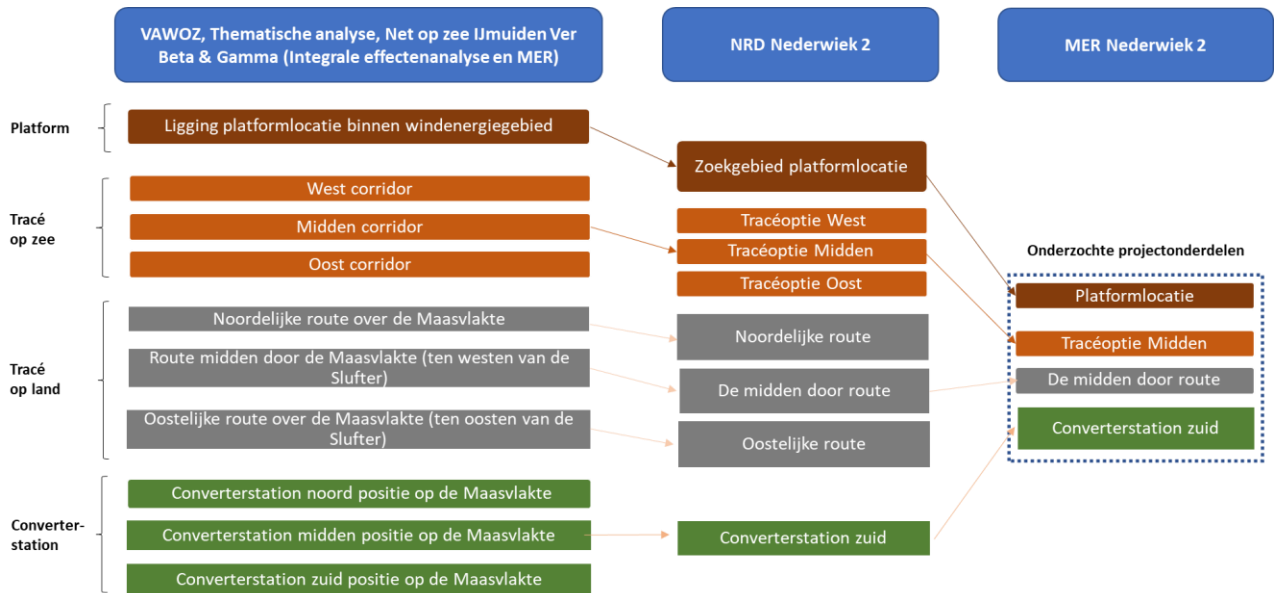 VAWOZ, Thematische analyse, Net op zee IJmuiden Ver
Beta & Gamma (Integrale effectenanalyse en MER)
NRD Nederwiek 2
MER Nederwiek 2
Platform
Ligging platformlocatie binnen windenergiegebied
Zoekgebied platformlocatie
Tracé
op zee
West corridor
Midden corridor
Oost corridor
Tracéoptie West
Tracéoptie Midden
Tracéoptie Oost
Onderzochte projectonderdelen
Platformlocatie
Tracéoptie Midden
De midden door route
Converterstation zuid
Tracé
op land
Noordelijke route over de Maasvlakte
Route midden door de Maasvlakte (ten westen van de
Slufter)
Oostelijke route over de Maasvlakte (ten oosten van de
Slufter)
Noordelijke route
De midden door route
Oostelijke route
Converter-
station
Converterstation noord positie op de Maasvlakte
Converterstation midden positie op de Maasvlakte
Converterstation zuid positie op de Maasvlakte
Converterstation zuid